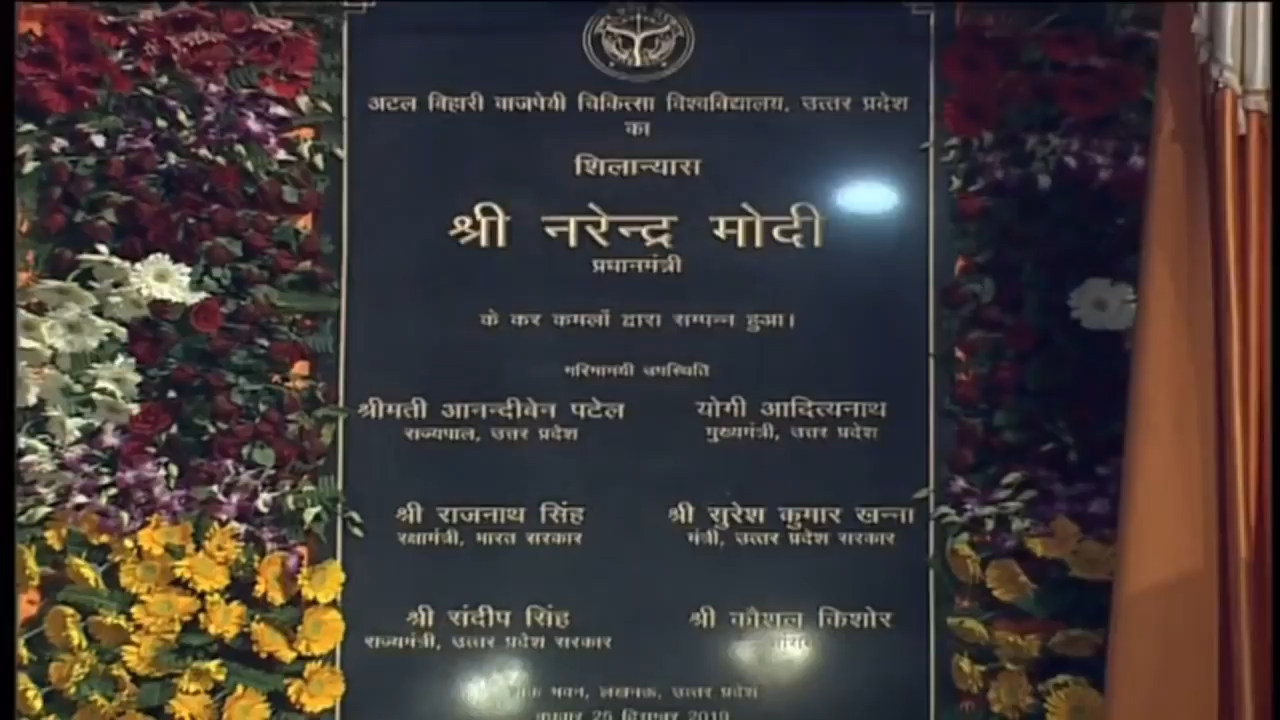 अटल बिहारी वाजपेयी चिकित्सा विश्वविद्यालय, उत्तर प्रदेश
का
शिलान्यास
श्री नरेन्द्र मोदी
प्रधानमंत्री
के कर कमलों द्वारा सम्पन्न हुआ।
गरिमामयी उपस्थिति
श्रीमती आनन्दीबेन पटेल
राज्यपाल, उत्तर प्रदेश
योगी आदित्यनाथ
मुख्यमंत्री, उत्तर प्रदेश
श्री राजनाथ सिंह
रक्षामंत्री, भारत सरकार
श्री सुरेश कुमार खन्ना
मंत्री, उत्तर प्रदेश सरकार
श्री संदीप सिंह
राज्यमंत्री, उत्तर प्रदेश सरकार
श्री कौशल किशोर
भवन, लखनऊ, उत्तर प्रदेश
25 दिसम्बर 2019